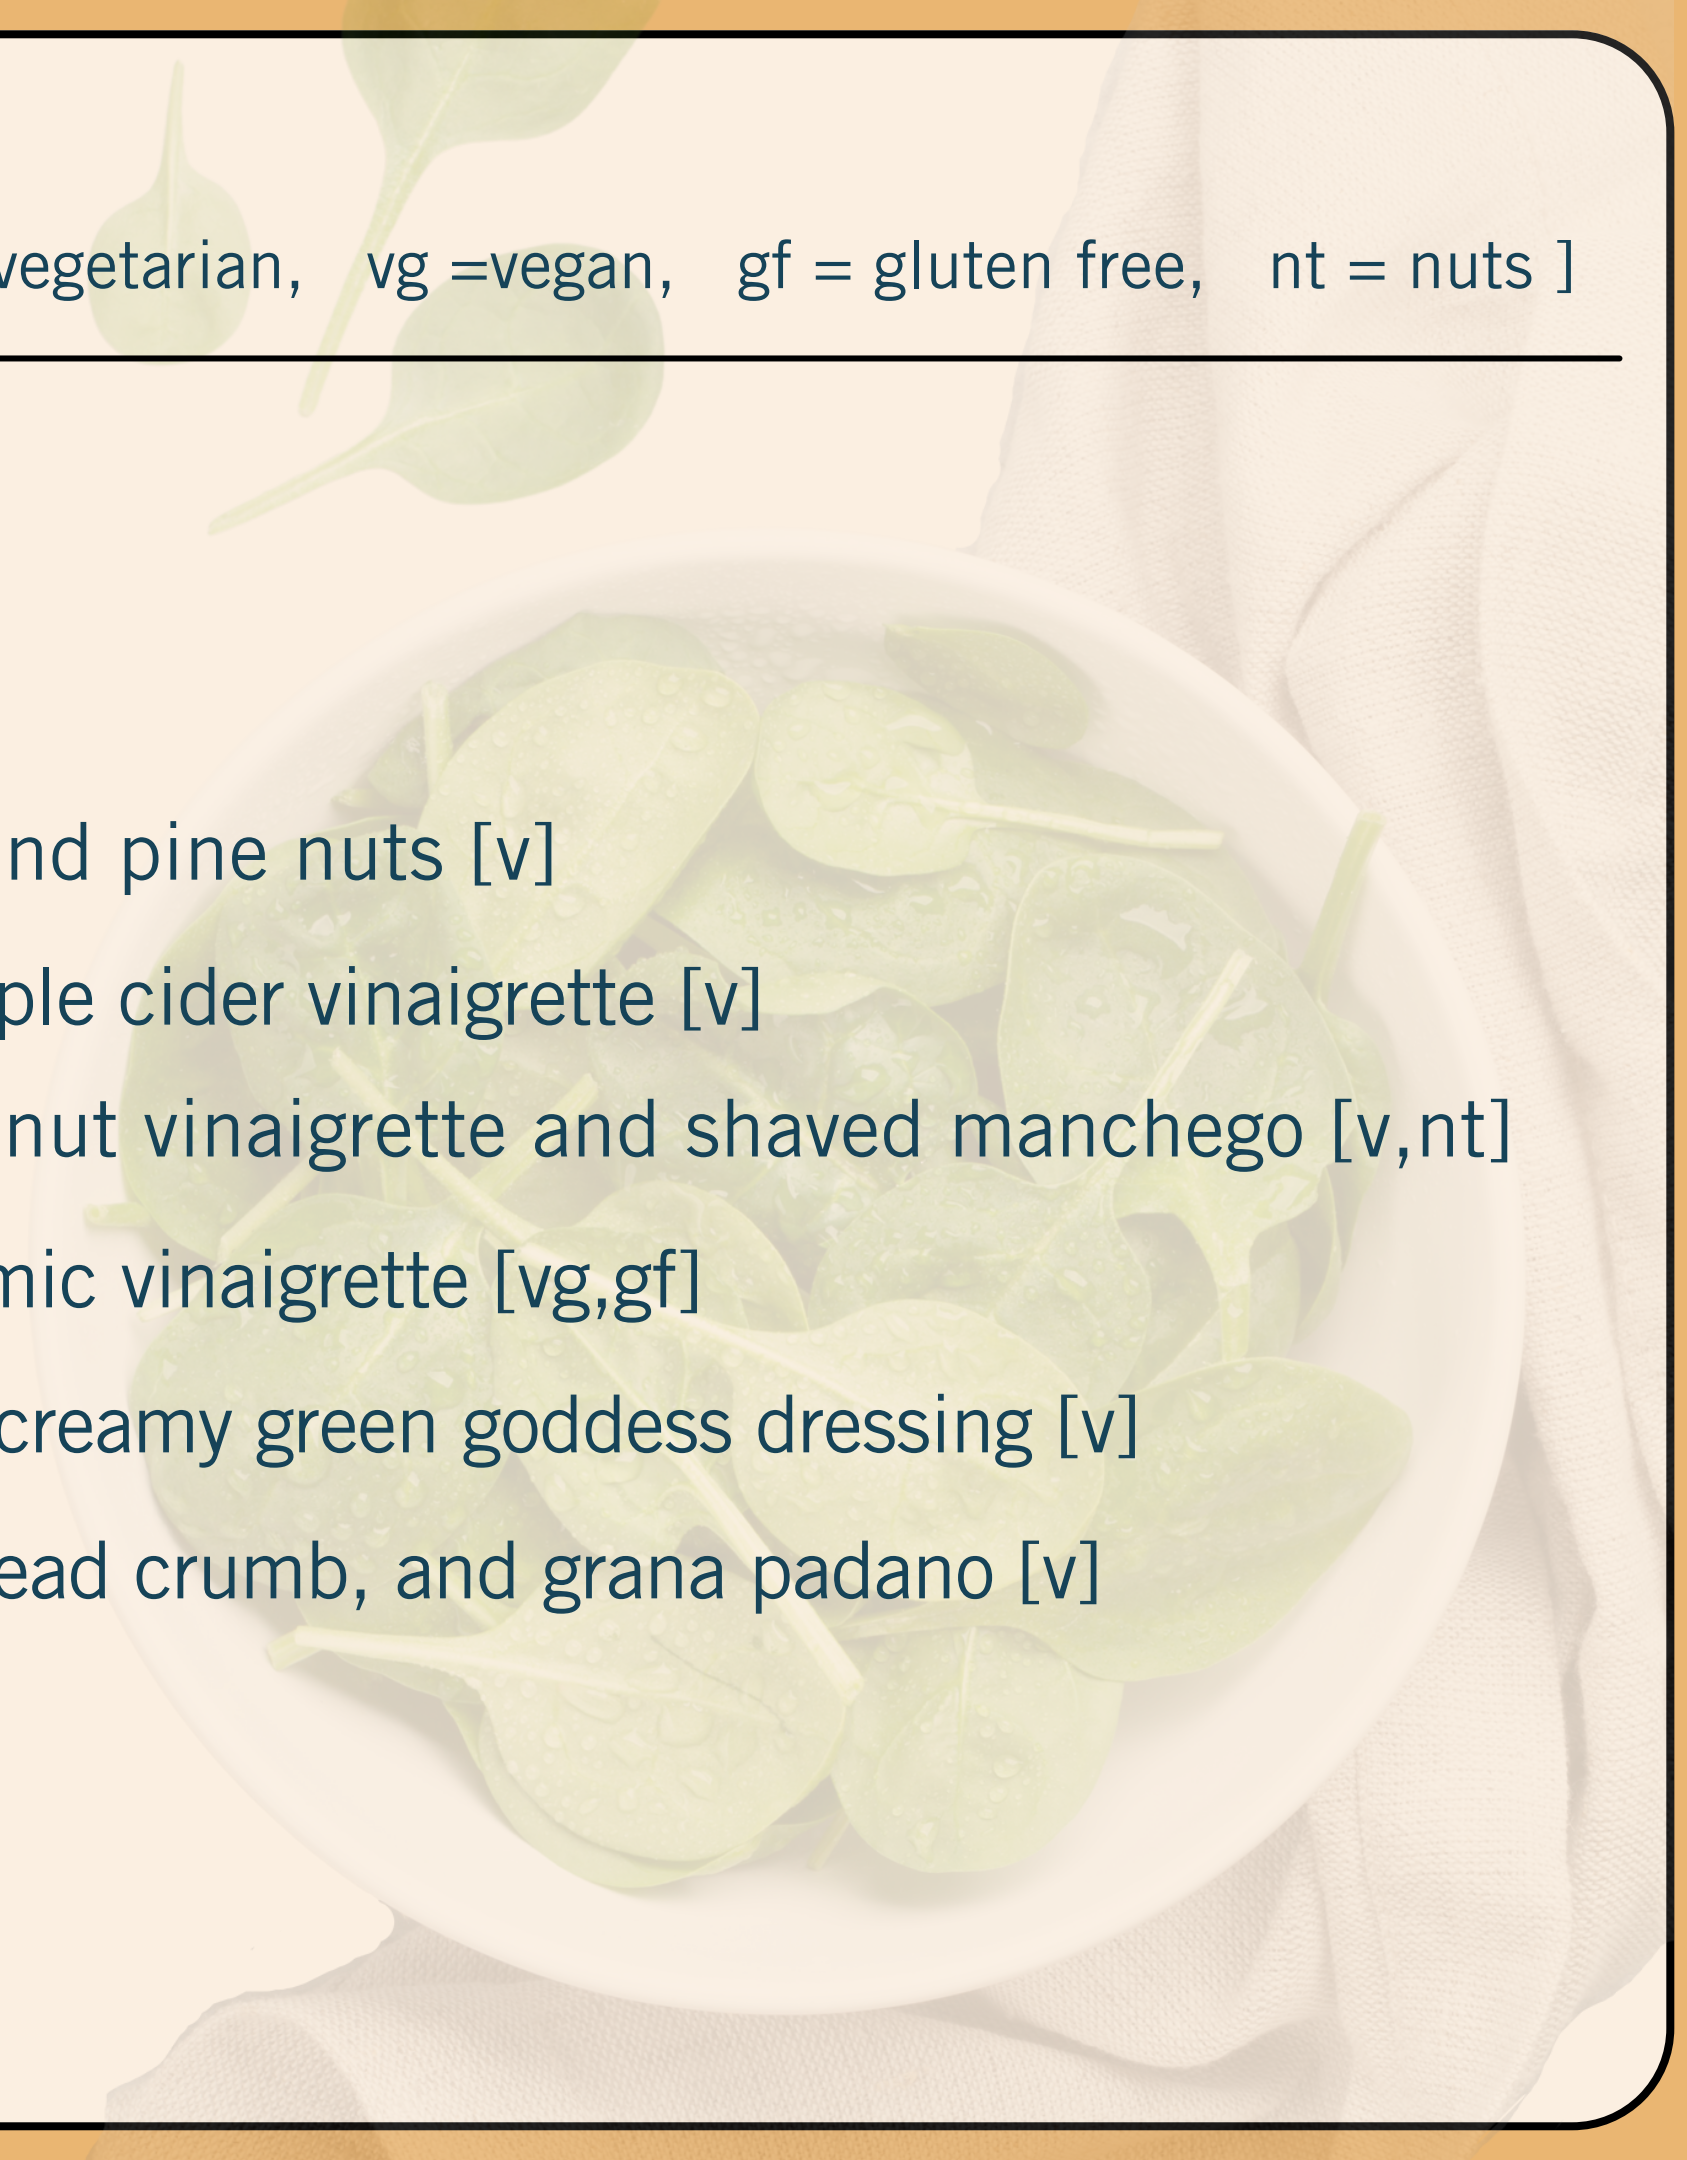 vegetarian, vg =vegan, gf = gluten free, nt = nuts ]
nd pine nuts [v]
ple cider vinaigrette [v]
nut vinaigrette and shaved manchego [v,nt]
mic vinaigrette [vg,gf]
creamy green goddess dressing [v]
ead crumb, and grana padano [v]